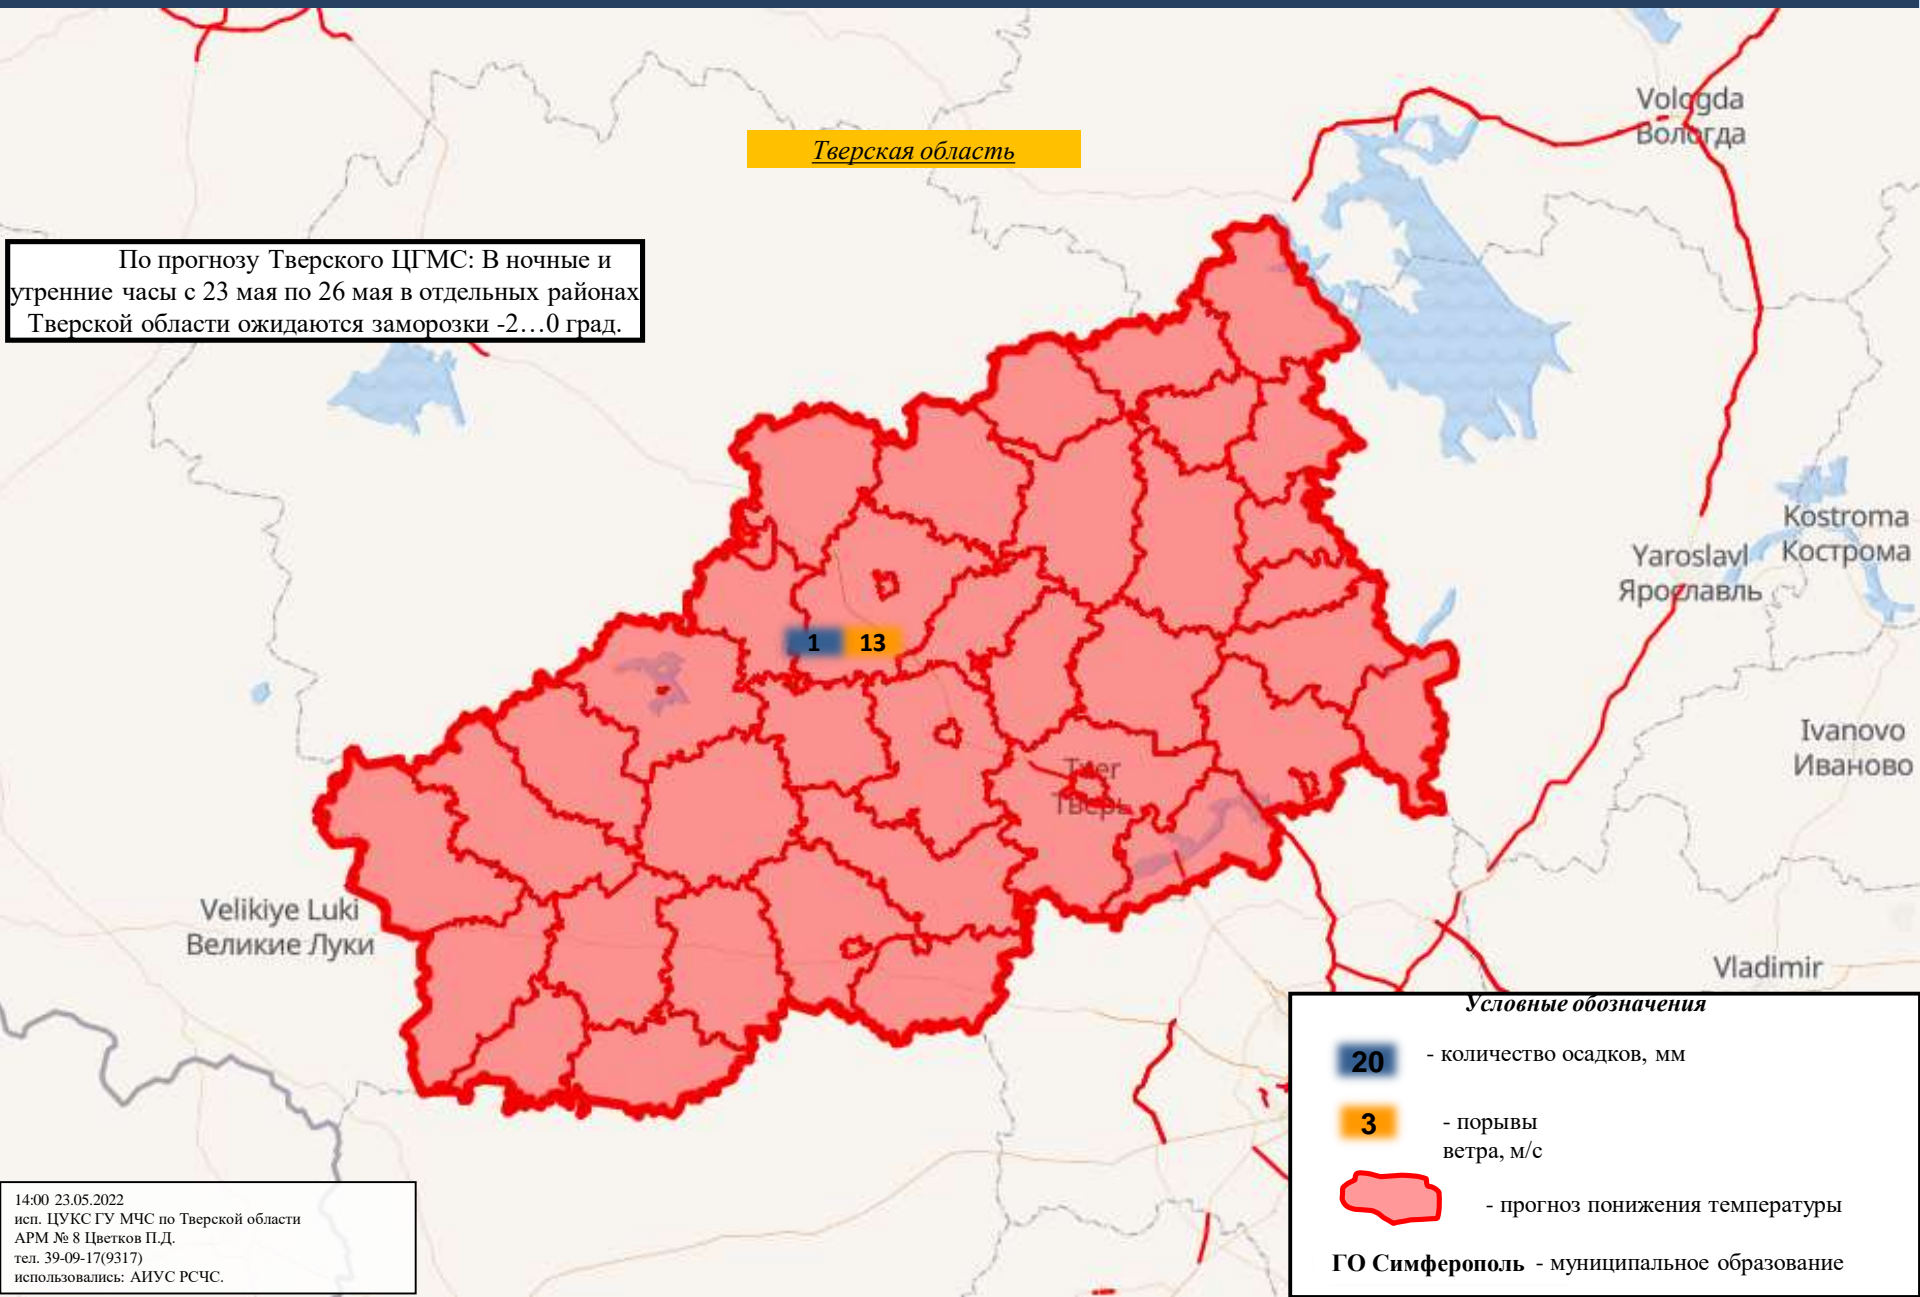 Тверская область
По прогнозу Тверского ЦГМС: В ночные и
утренние часы с 23 мая по 26 мая в отдельных районах
Тверской области ожидаются заморозки -2…0 град.
Vologda
Вологда
Kostroma
Кострома
Yaroslavl
Ярославль
1 13
Ivanovo
Иваново
Tver
Тверь
Velikiye Luki
Великие Луки
Vladimir
Условные обозначения
20 - количество осадков, мм
3 - порывы
ветра, м/с
- прогноз понижения температуры
ГО Симферополь - муниципальное образование
14:00 23.05.2022
исп. ЦУКС ГУ МЧС по Тверской области
АРМ № 8 Цветков П.Д.
тел. 39-09-17(9317)
использовались: АИУС РСЧС.